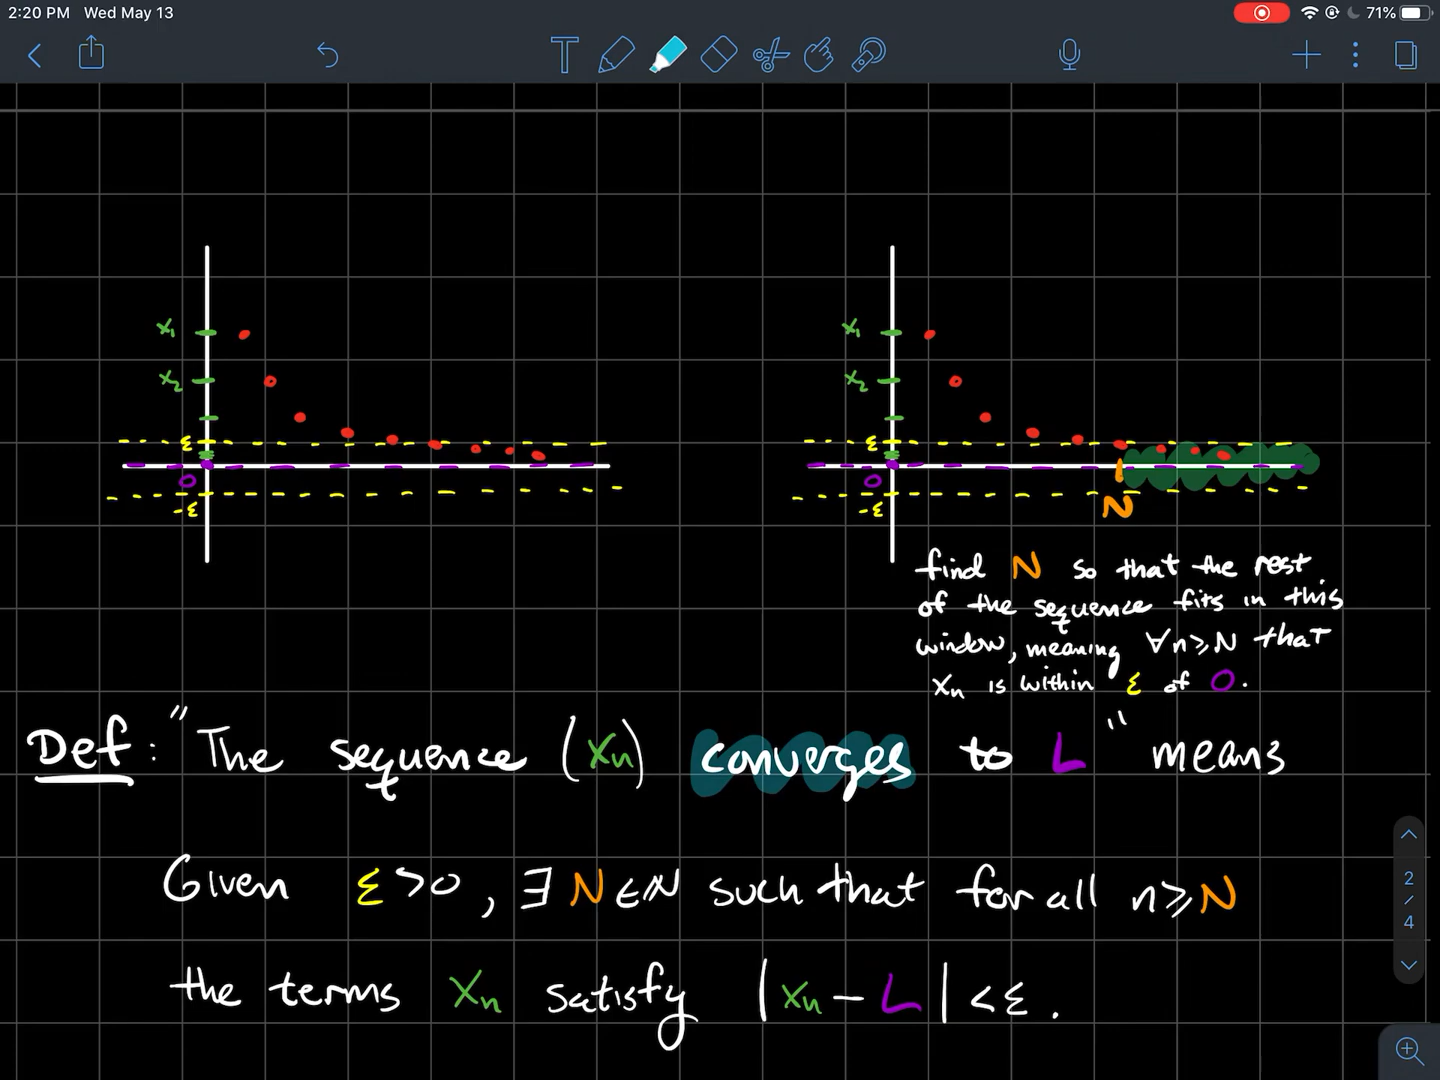 2:20 PM Wed May 13
71%
T
x₁
x₂
ε
0
-ε
x₁
x₂
ε
0
-ε
N
find N so that the rest
of the sequence fits in this
window, meaning ∀n⩾N that
xₙ is within ε of 0.
Def: "The sequence (xₙ) converges to L" means
Given ε>0, ∃ N∈ℕ such that for all n⩾N
the terms xₙ satisfy |xₙ-L|<ε.
2
/
4